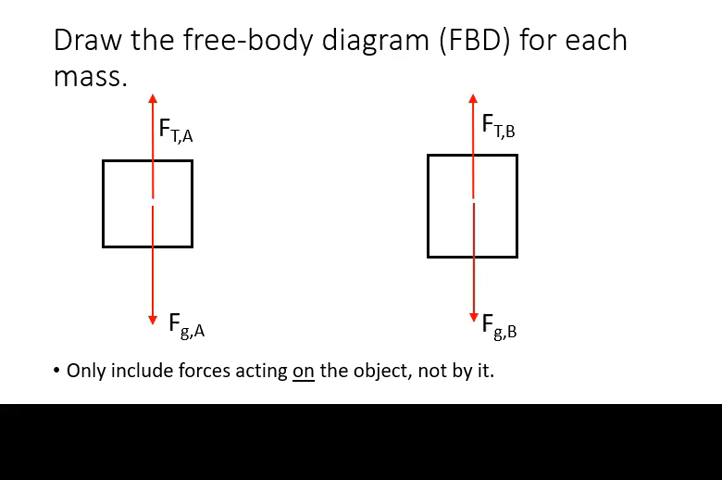 Draw the free-body diagram (FBD) for each
mass.
F_T,A
F_T,B
F_g,A
F_g,B
• Only include forces acting on the object, not by it.